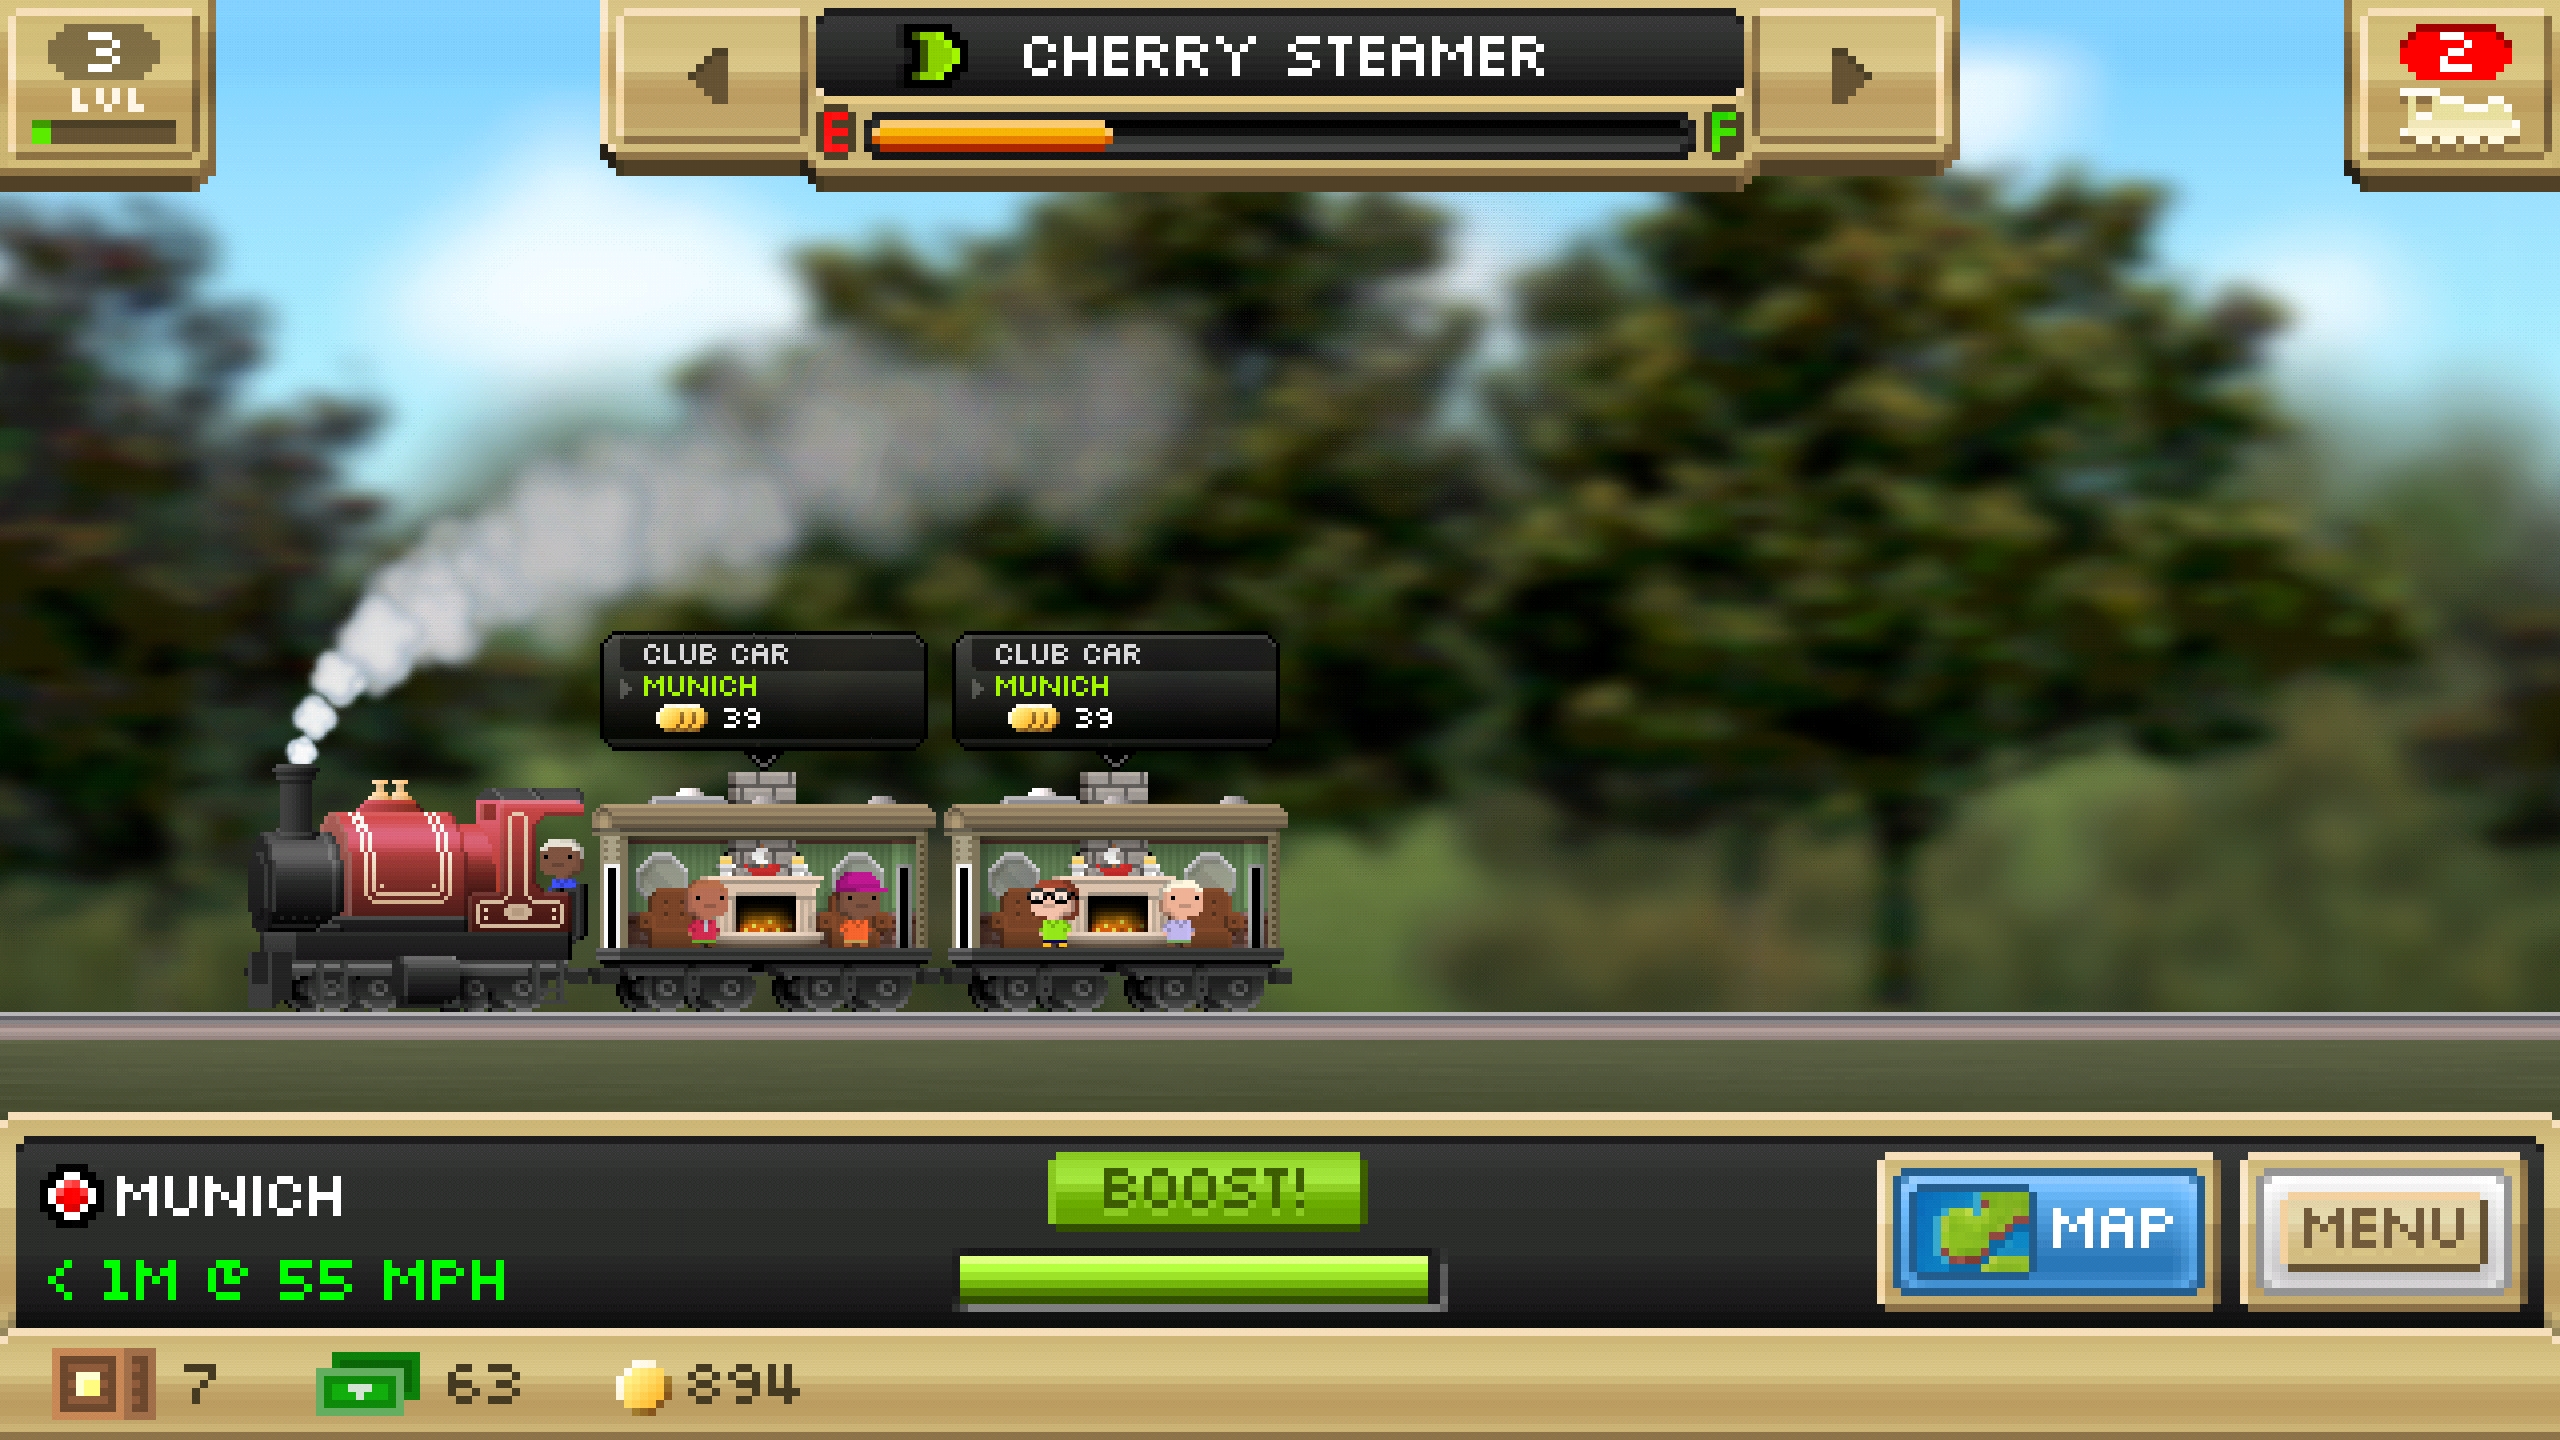 3
LVL
CHERRY STEAMER
E F
2
CLUB CAR
MUNICH
39
CLUB CAR
MUNICH
39
MUNICH
< 1M @ 55 MPH
BOOST!
MAP
MENU
7
63
894